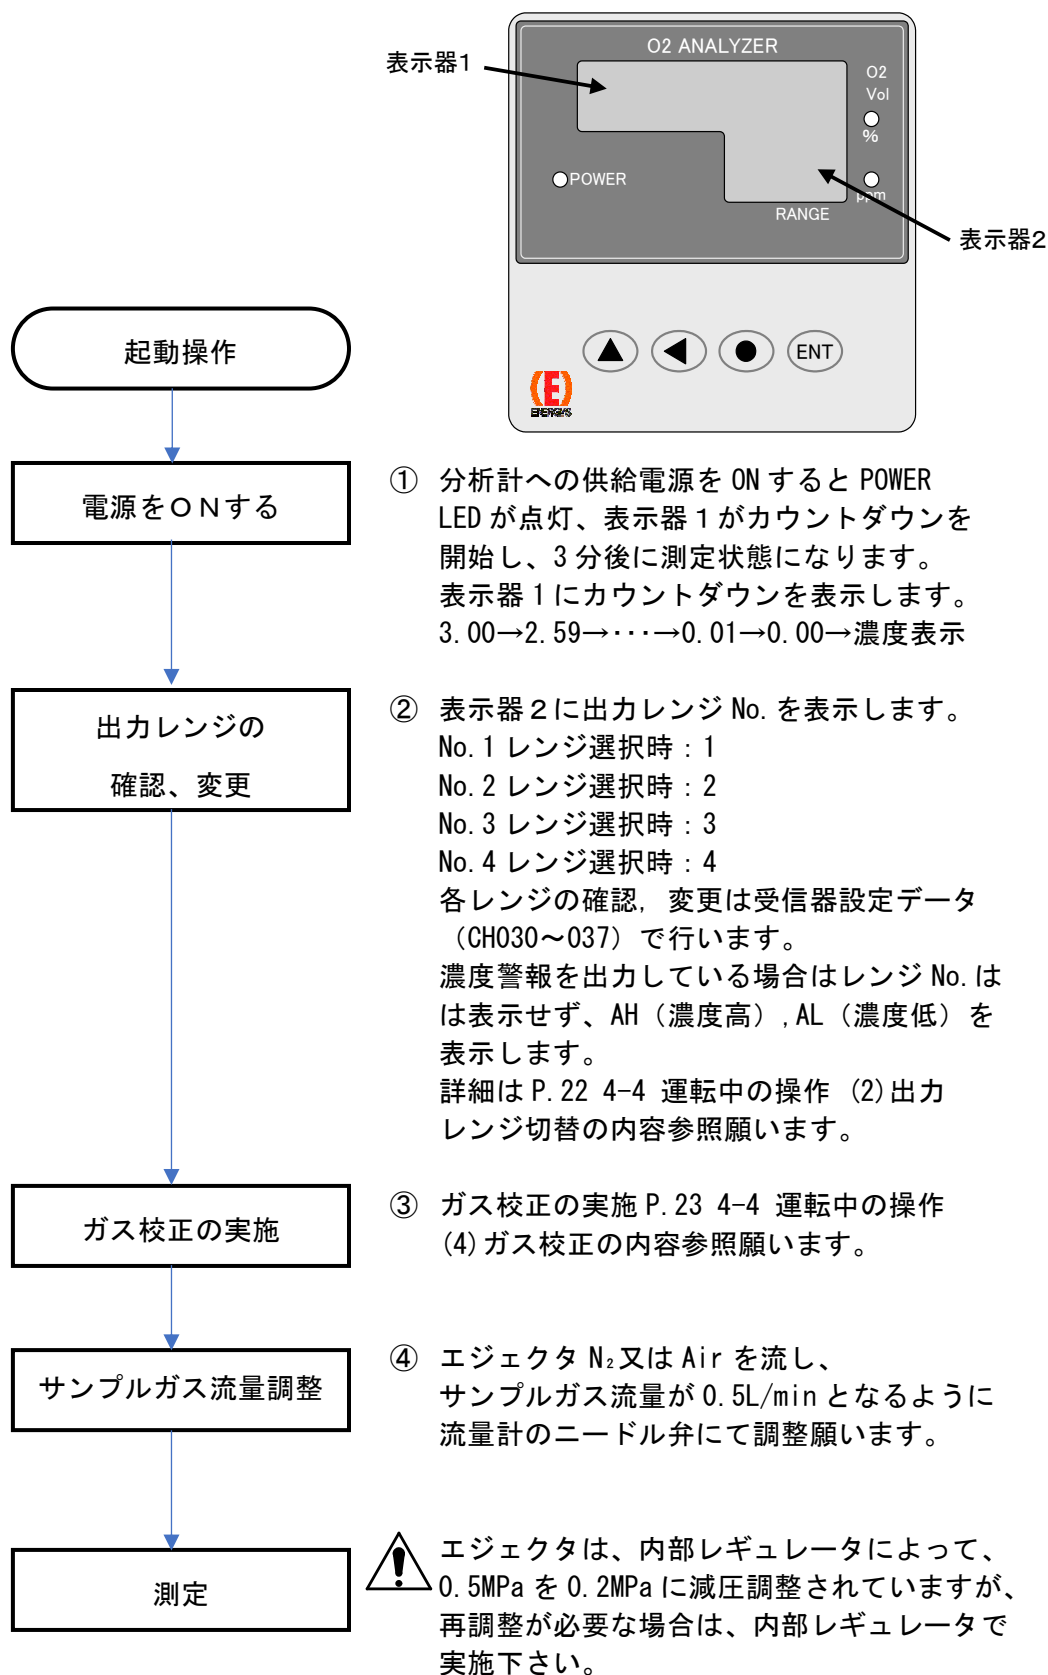 O2 ANALYZER
表示器1
O2
Vol
%
POWER
ppm
RANGE
表示器2
ENT
(E)
ENERGYS
起動操作
電源をＯＮする
① 分析計への供給電源を ON すると POWER
LED が点灯、表示器１がカウントダウンを
開始し、3 分後に測定状態になります。
表示器１にカウントダウンを表示します。
3.00→2.59→･･･→0.01→0.00→濃度表示
出力レンジの
確認、変更
② 表示器２に出力レンジ No.を表示します。
No.1 レンジ選択時：1
No.2 レンジ選択時：2
No.3 レンジ選択時：3
No.4 レンジ選択時：4
各レンジの確認, 変更は受信器設定データ
（CH030～037）で行います。
濃度警報を出力している場合はレンジ No.は
は表示せず、AH（濃度高）,AL（濃度低）を
表示します。
詳細は P.22 4-4 運転中の操作 (2)出力
レンジ切替の内容参照願います。
ガス校正の実施
③ ガス校正の実施 P.23 4-4 運転中の操作
(4)ガス校正の内容参照願います。
サンプルガス流量調整
④ エジェクタ N₂又は Air を流し、
サンプルガス流量が 0.5L/min となるように
流量計のニードル弁にて調整願います。
測定
エジェクタは、内部レギュレータによって、
0.5MPa を 0.2MPa に減圧調整されていますが、
再調整が必要な場合は、内部レギュレータで
実施下さい。